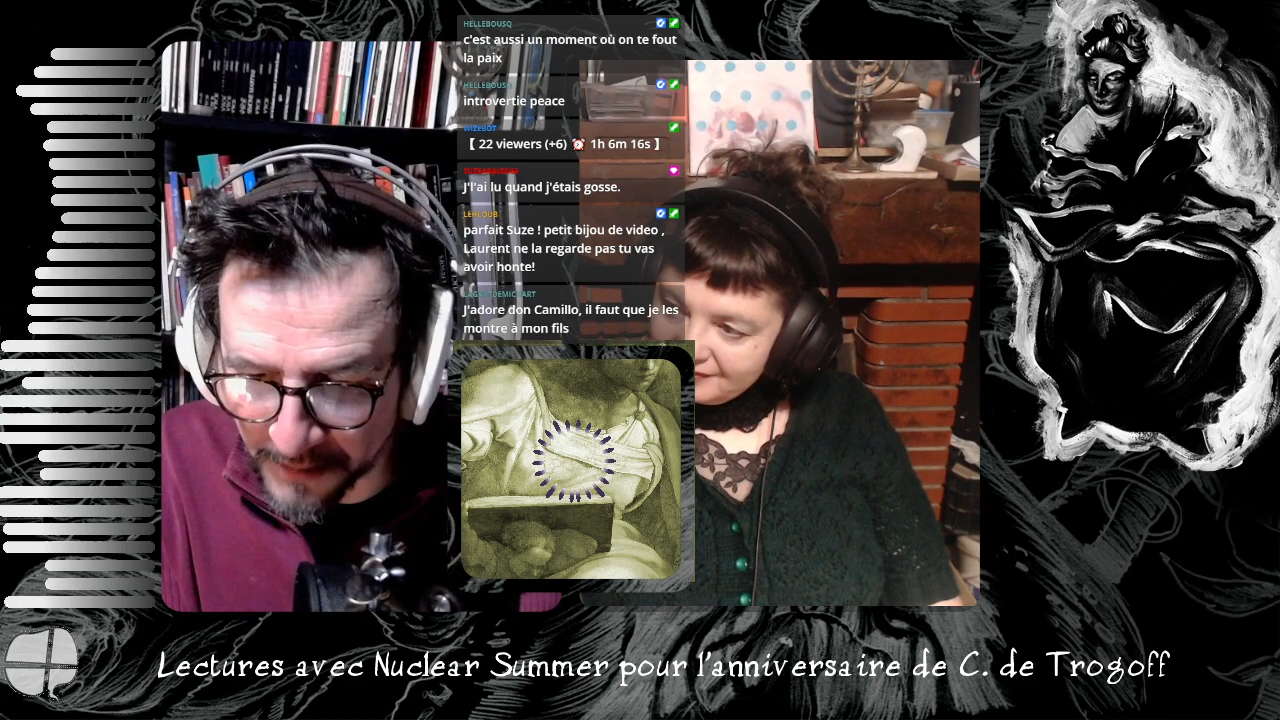 HELLEBOUSQ
c'est aussi un moment où on te fout
la paix
HELLEBOUSQ
introvertie peace
WIZEBOT
【 22 viewers (+6) ⏰ 1h 6m 16s 】
J'l'ai lu quand j'étais gosse.
LEKLOUB
parfait Suze ! petit bijou de video ,
Laurent ne la regarde pas tu vas
avoir honte!
J'adore don Camillo, il faut que je les
montre à mon fils
Lectures avec Nuclear Summer pour l'anniversaire de C. de Trogoff